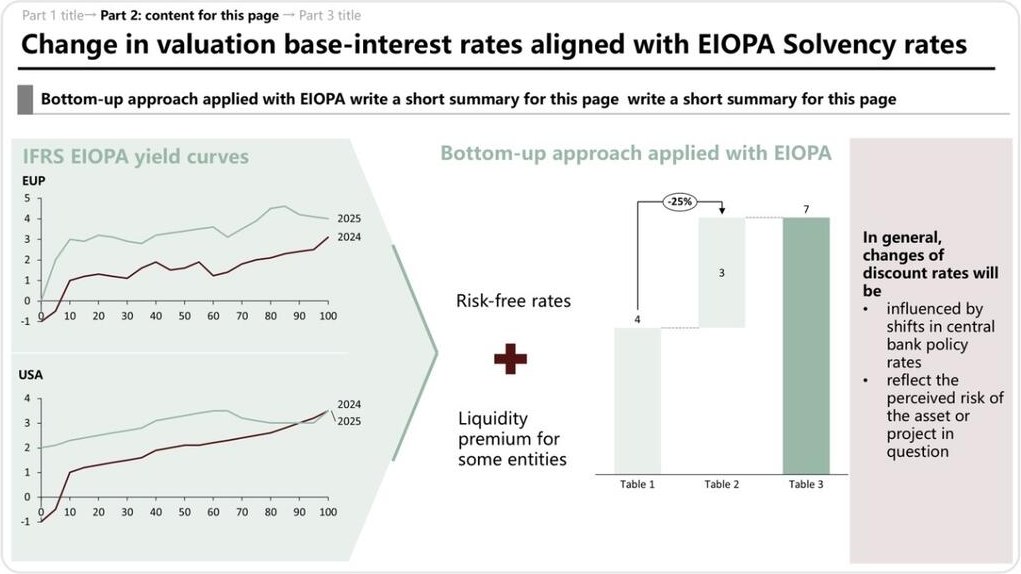 Part 1 title→ Part 2: content for this page → Part 3 title
Change in valuation base-interest rates aligned with EIOPA Solvency rates
Bottom-up approach applied with EIOPA write a short summary for this page  write a short summary for this page
IFRS EIOPA yield curves
EUP
5
4
3
2
1
0
-1
0 10 20 30 40 50 60 70 80 90 100
2025
2024
USA
4
3
2
1
0
-1
0 10 20 30 40 50 60 70 80 90 100
2024
2025
Bottom-up approach applied with EIOPA
Risk-free rates
Liquidity
premium for
some entities
-25%
4
3
7
Table 1 Table 2 Table 3
In general,
changes of
discount rates will
be
• influenced by
shifts in central
bank policy
rates
• reflect the
perceived risk of
the asset or
project in
question